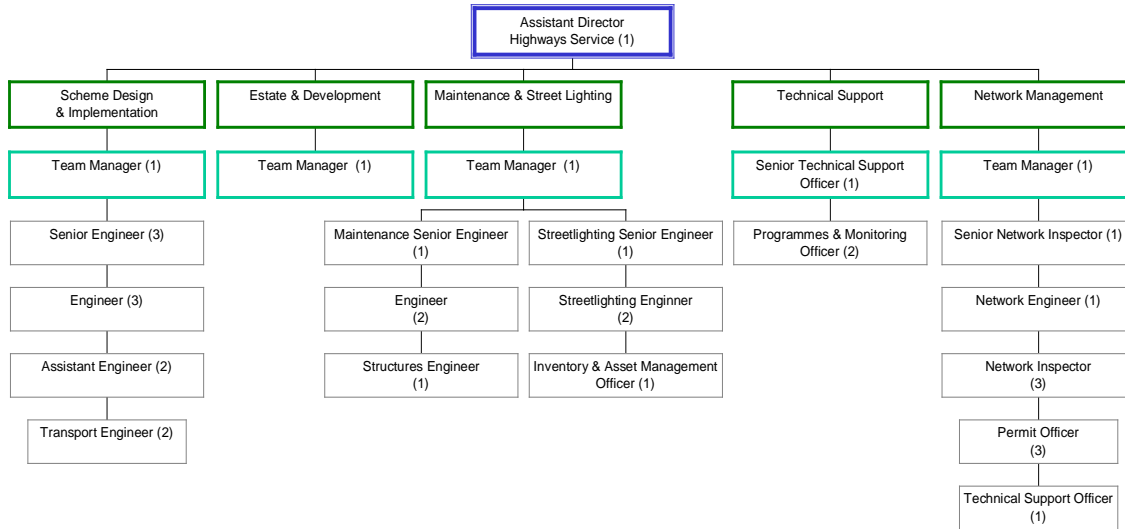 Assistant Director
Highways Service (1)
Scheme Design
& Implementation
Estate & Development
Maintenance & Street Lighting
Technical Support
Network Management
Team Manager (1)
Team Manager (1)
Team Manager (1)
Senior Technical Support
Officer (1)
Team Manager (1)
Senior Engineer (3)
Maintenance Senior Engineer
(1)
Streetlighting Senior Engineer
(1)
Programmes & Monitoring
Officer (2)
Senior Network Inspector (1)
Engineer (3)
Engineer
(2)
Streetlighting Enginner
(2)
Network Engineer (1)
Assistant Engineer (2)
Structures Engineer
(1)
Inventory & Asset Management
Officer (1)
Network Inspector
(3)
Transport Engineer (2)
Permit Officer
(3)
Technical Support Officer
(1)